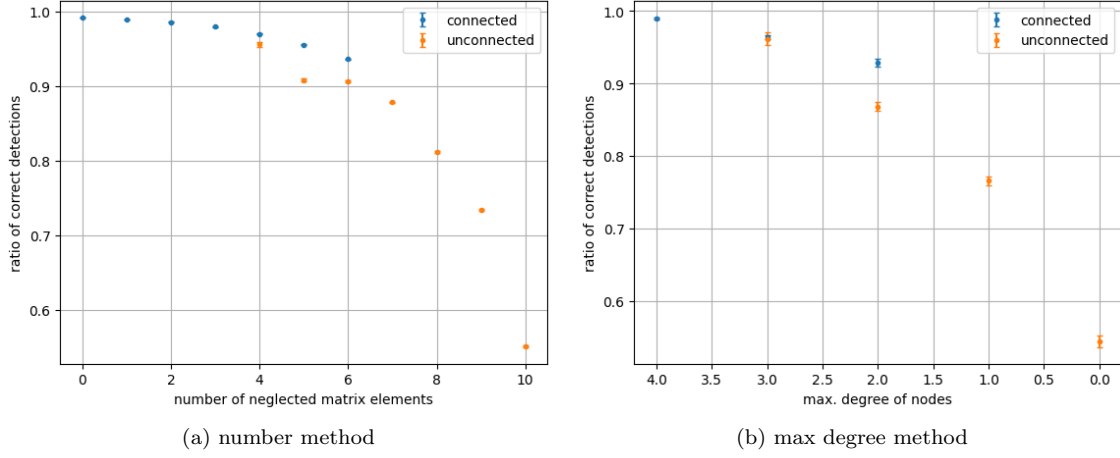 1.0
0.9
0.8
0.7
0.6
ratio of correct detections
connected
unconnected
0 2 4 6 8 10
number of neglected matrix elements
(a) number method
1.0
0.9
0.8
0.7
0.6
ratio of correct detections
connected
unconnected
4.0 3.5 3.0 2.5 2.0 1.5 1.0 0.5 0.0
max. degree of nodes
(b) max degree method